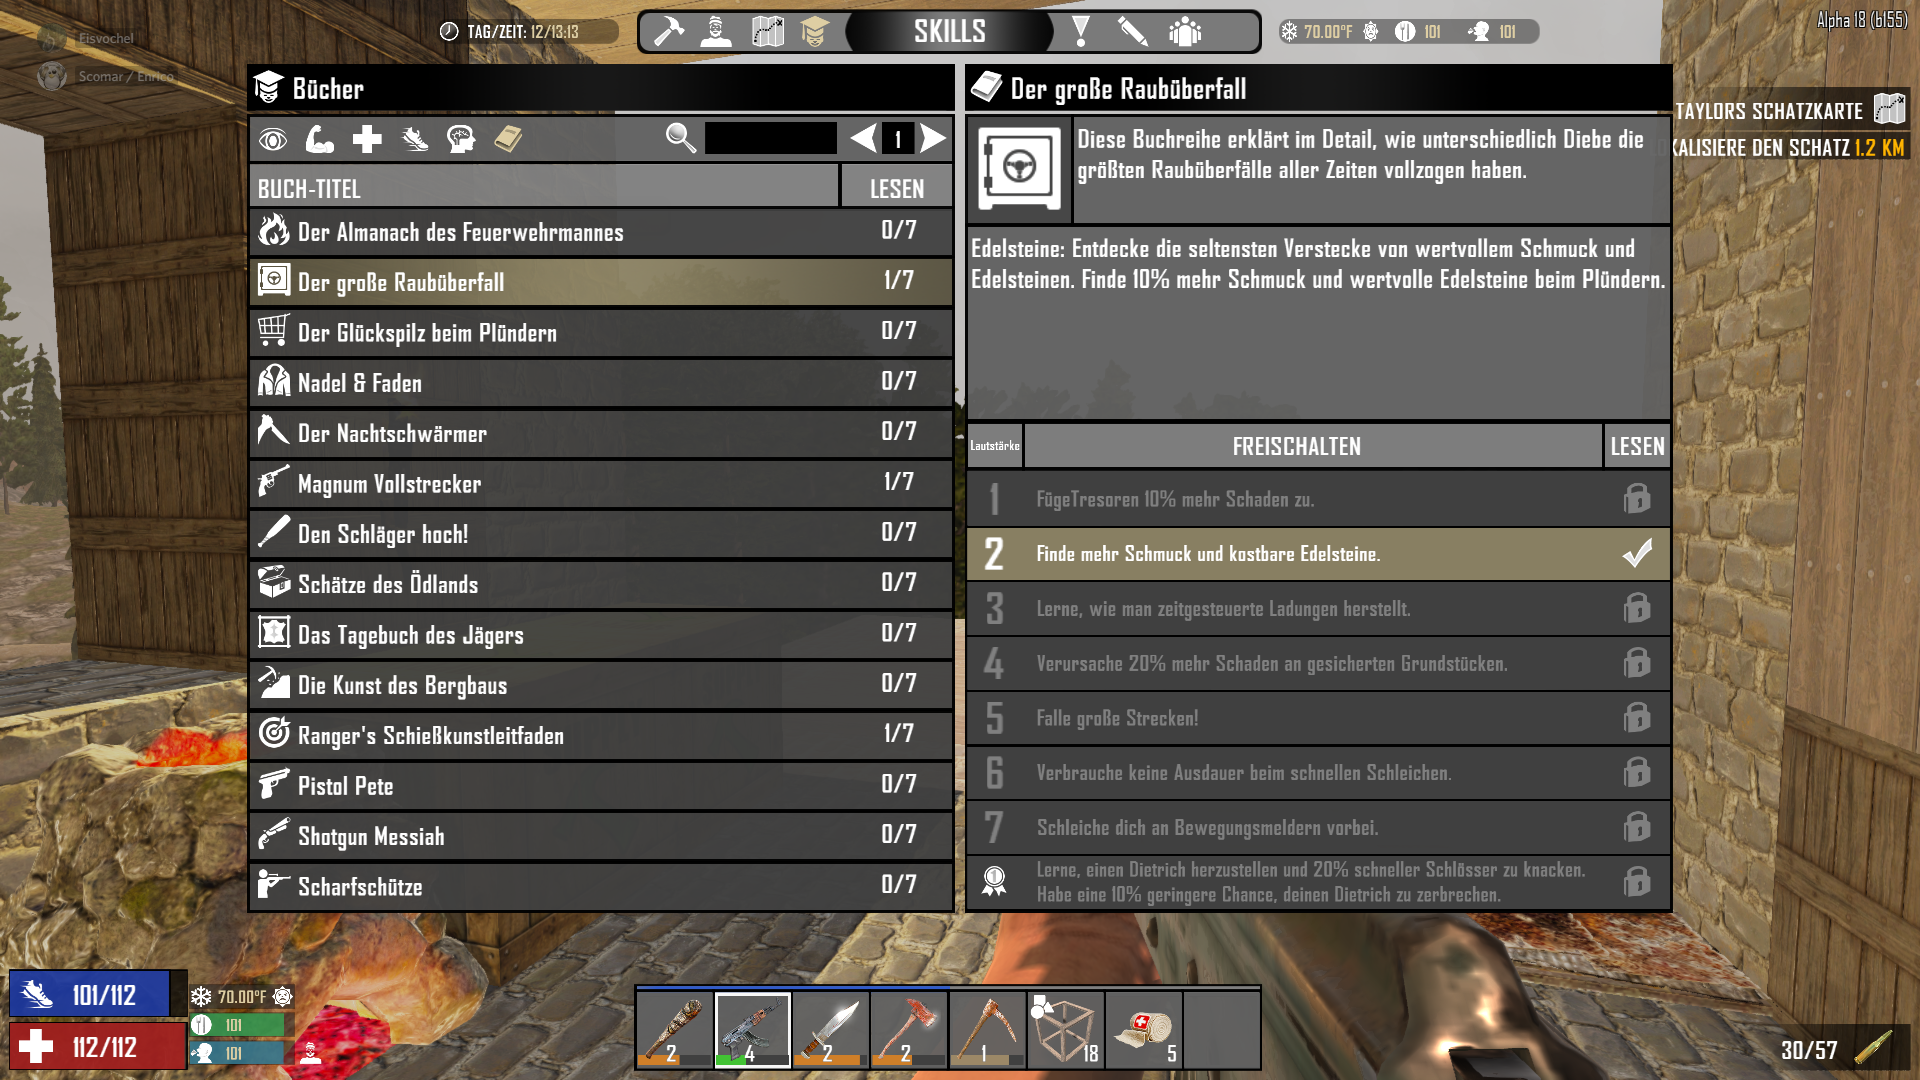 Eisvochel
TAG/ZEIT: 12/13:13
SKILLS
70.00°F
101
101
Alpha 18 (b155)
Scomar / Enrico
Bücher
Der große Raubüberfall
TAYLORS SCHATZKARTE
KALISIERE DEN SCHATZ 1.2 KM
1
Diese Buchreihe erklärt im Detail, wie unterschiedlich Diebe die
größten Raubüberfälle aller Zeiten vollzogen haben.
BUCH-TITEL
LESEN
Der Almanach des Feuerwehrmannes
0/7
Der große Raubüberfall
1/7
Der Glückspilz beim Plündern
0/7
Nadel & Faden
0/7
Der Nachtschwärmer
0/7
Magnum Vollstrecker
1/7
Den Schläger hoch!
0/7
Schätze des Ödlands
0/7
Das Tagebuch des Jägers
0/7
Die Kunst des Bergbaus
0/7
Ranger's Schießkunstleitfaden
1/7
Pistol Pete
0/7
Shotgun Messiah
0/7
Scharfschütze
0/7
Edelsteine: Entdecke die seltensten Verstecke von wertvollem Schmuck und
Edelsteinen. Finde 10% mehr Schmuck und wertvolle Edelsteine beim Plündern.
Lautstärke
FREISCHALTEN
LESEN
1
FügeTresoren 10% mehr Schaden zu.
2
Finde mehr Schmuck und kostbare Edelsteine.
3
Lerne, wie man zeitgesteuerte Ladungen herstellt.
4
Verursache 20% mehr Schaden an gesicherten Grundstücken.
5
Falle große Strecken!
6
Verbrauche keine Ausdauer beim schnellen Schleichen.
7
Schleiche dich an Bewegungsmeldern vorbei.
Lerne, einen Dietrich herzustellen und 20% schneller Schlösser zu knacken.
Habe eine 10% geringere Chance, deinen Dietrich zu zerbrechen.
101/112
70.00°F
101
112/112
101
2
4
2
2
1
18
5
30/57